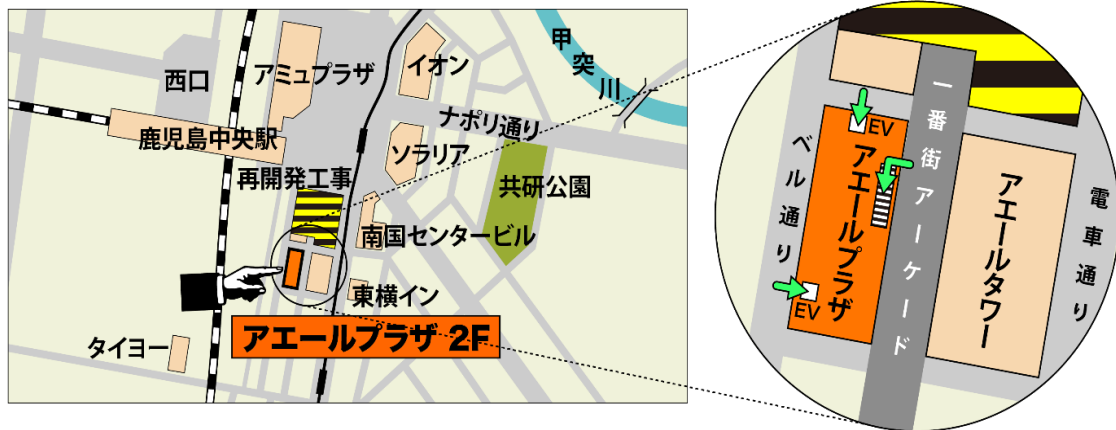 西口
アミュプラザ
イオン
甲突川
鹿児島中央駅
ナポリ通り
ソラリア
再開発工事
共研公園
南国センタービル
東横イン
アエールプラザ 2F
タイヨー
一番街アーケード
EV
ベル通り
アエールプラザ
アエールタワー
電車通り
EV